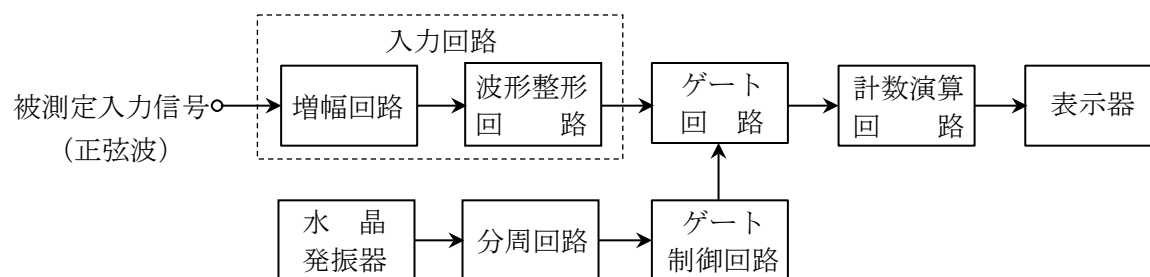 入力回路
被測定入力信号
(正弦波)
増幅回路
波形整形
回　　路
ゲート
回　路
計数演算
回　　路
表示器
水　晶
発振器
分周回路
ゲート
制御回路